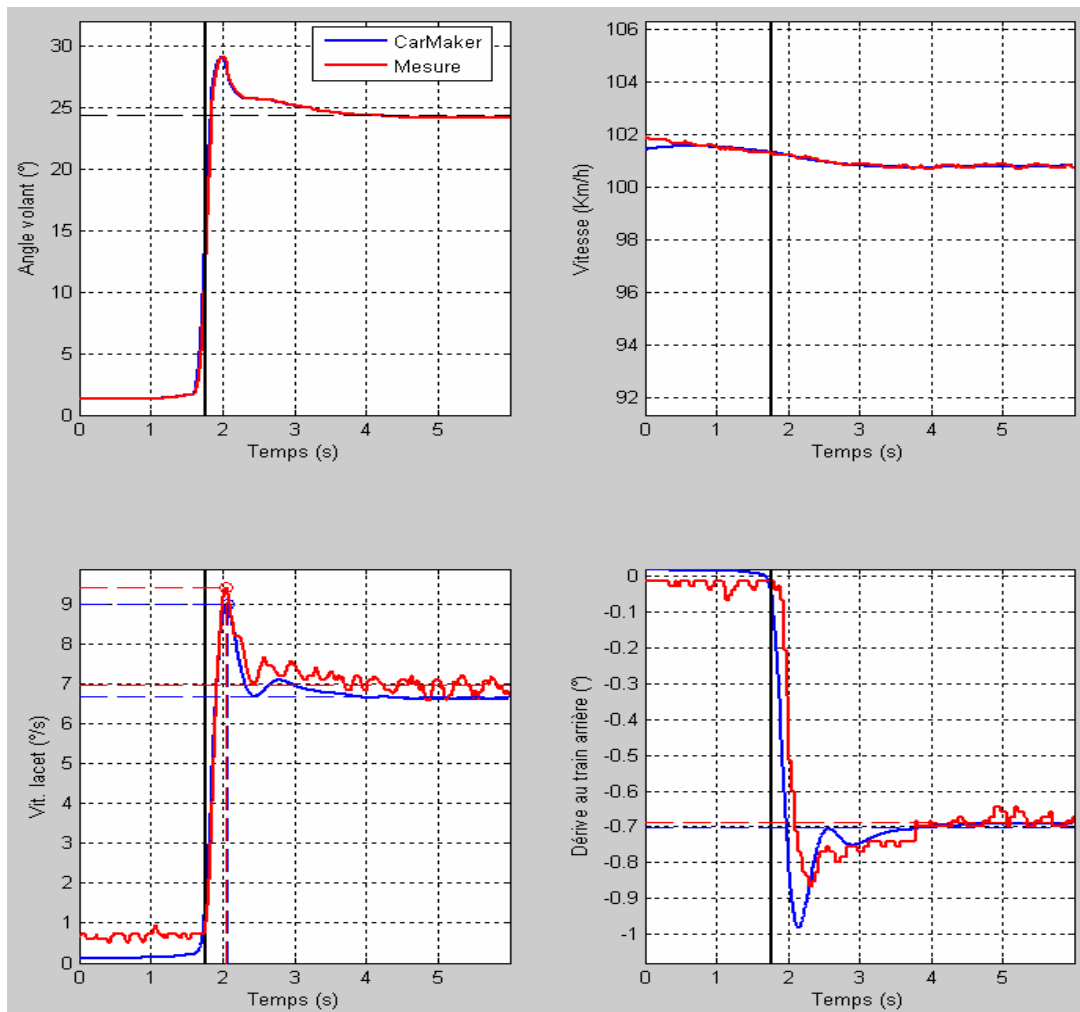 30
25
20
15
10
5
0
0 1 2 3 4 5
Angle volant (°)
Temps (s)
CarMaker
Mesure
106
104
102
100
98
96
94
92
0 1 2 3 4 5
Vitesse (Km/h)
Temps (s)
9
8
7
6
5
4
3
2
1
0
0 1 2 3 4 5
Vit. lacet (°/s)
Temps (s)
0
-0.1
-0.2
-0.3
-0.4
-0.5
-0.6
-0.7
-0.8
-0.9
-1
0 1 2 3 4 5
Dérive au train arrière (°)
Temps (s)